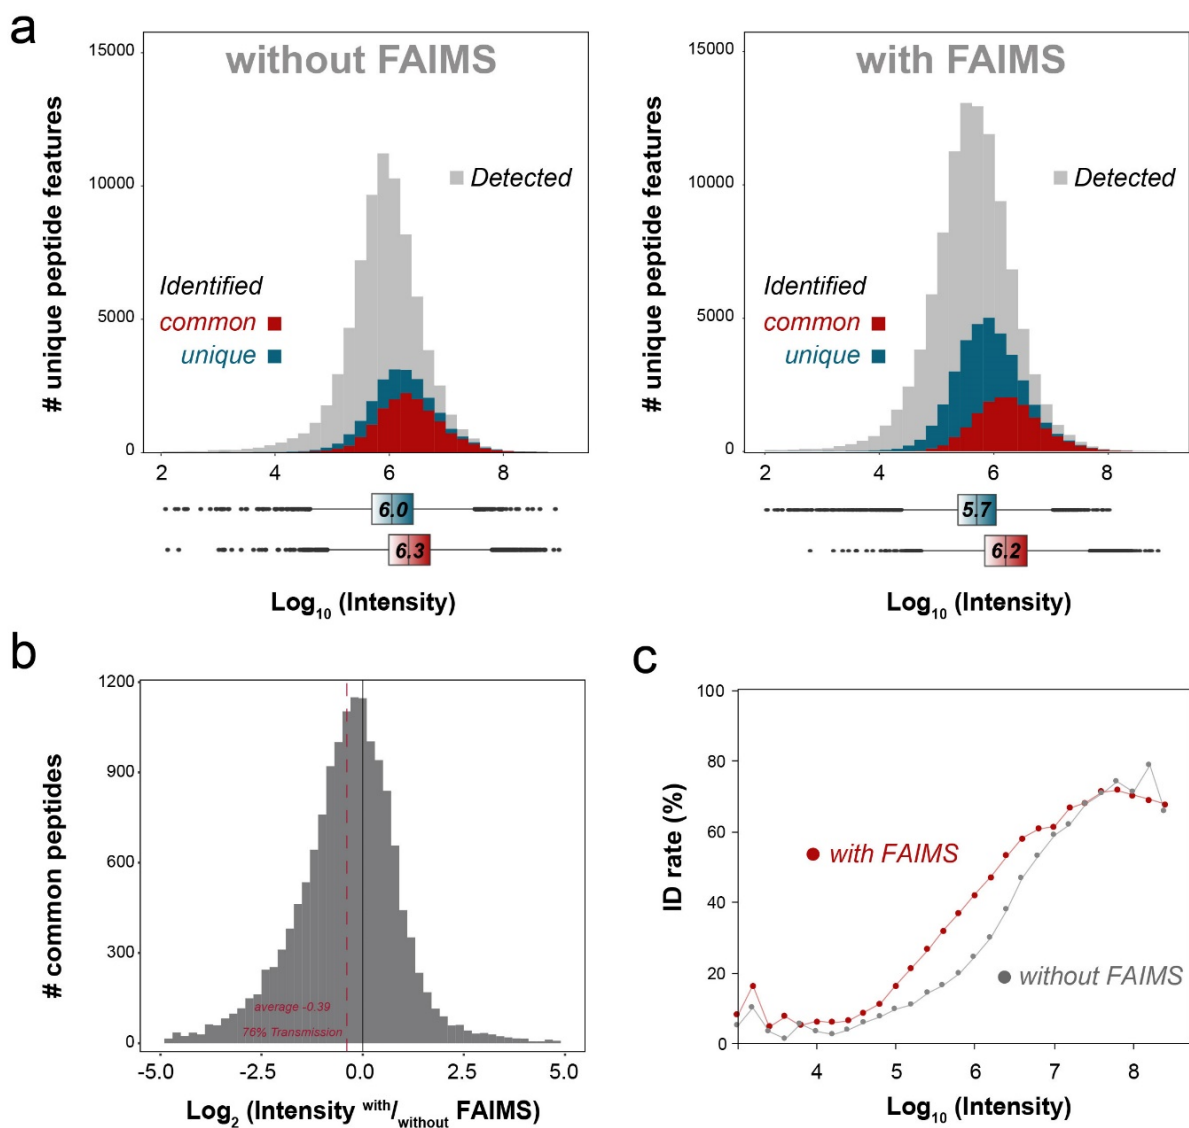 a
without FAIMS
15000
10000
5000
0
# unique peptide features
Detected
Identified
common
unique
2 4 6 8
6.0
6.3
Log10 (Intensity)
with FAIMS
15000
10000
5000
0
# unique peptide features
Detected
Identified
common
unique
2 4 6 8
5.7
6.2
Log10 (Intensity)
b
1200
900
600
300
0
# common peptides
average -0.39
76% Transmission
-5.0 -2.5 0.0 2.5 5.0
Log2 (Intensity with/without FAIMS)
c
100
80
60
40
20
0
ID rate (%)
with FAIMS
without FAIMS
4 5 6 7 8
Log10 (Intensity)